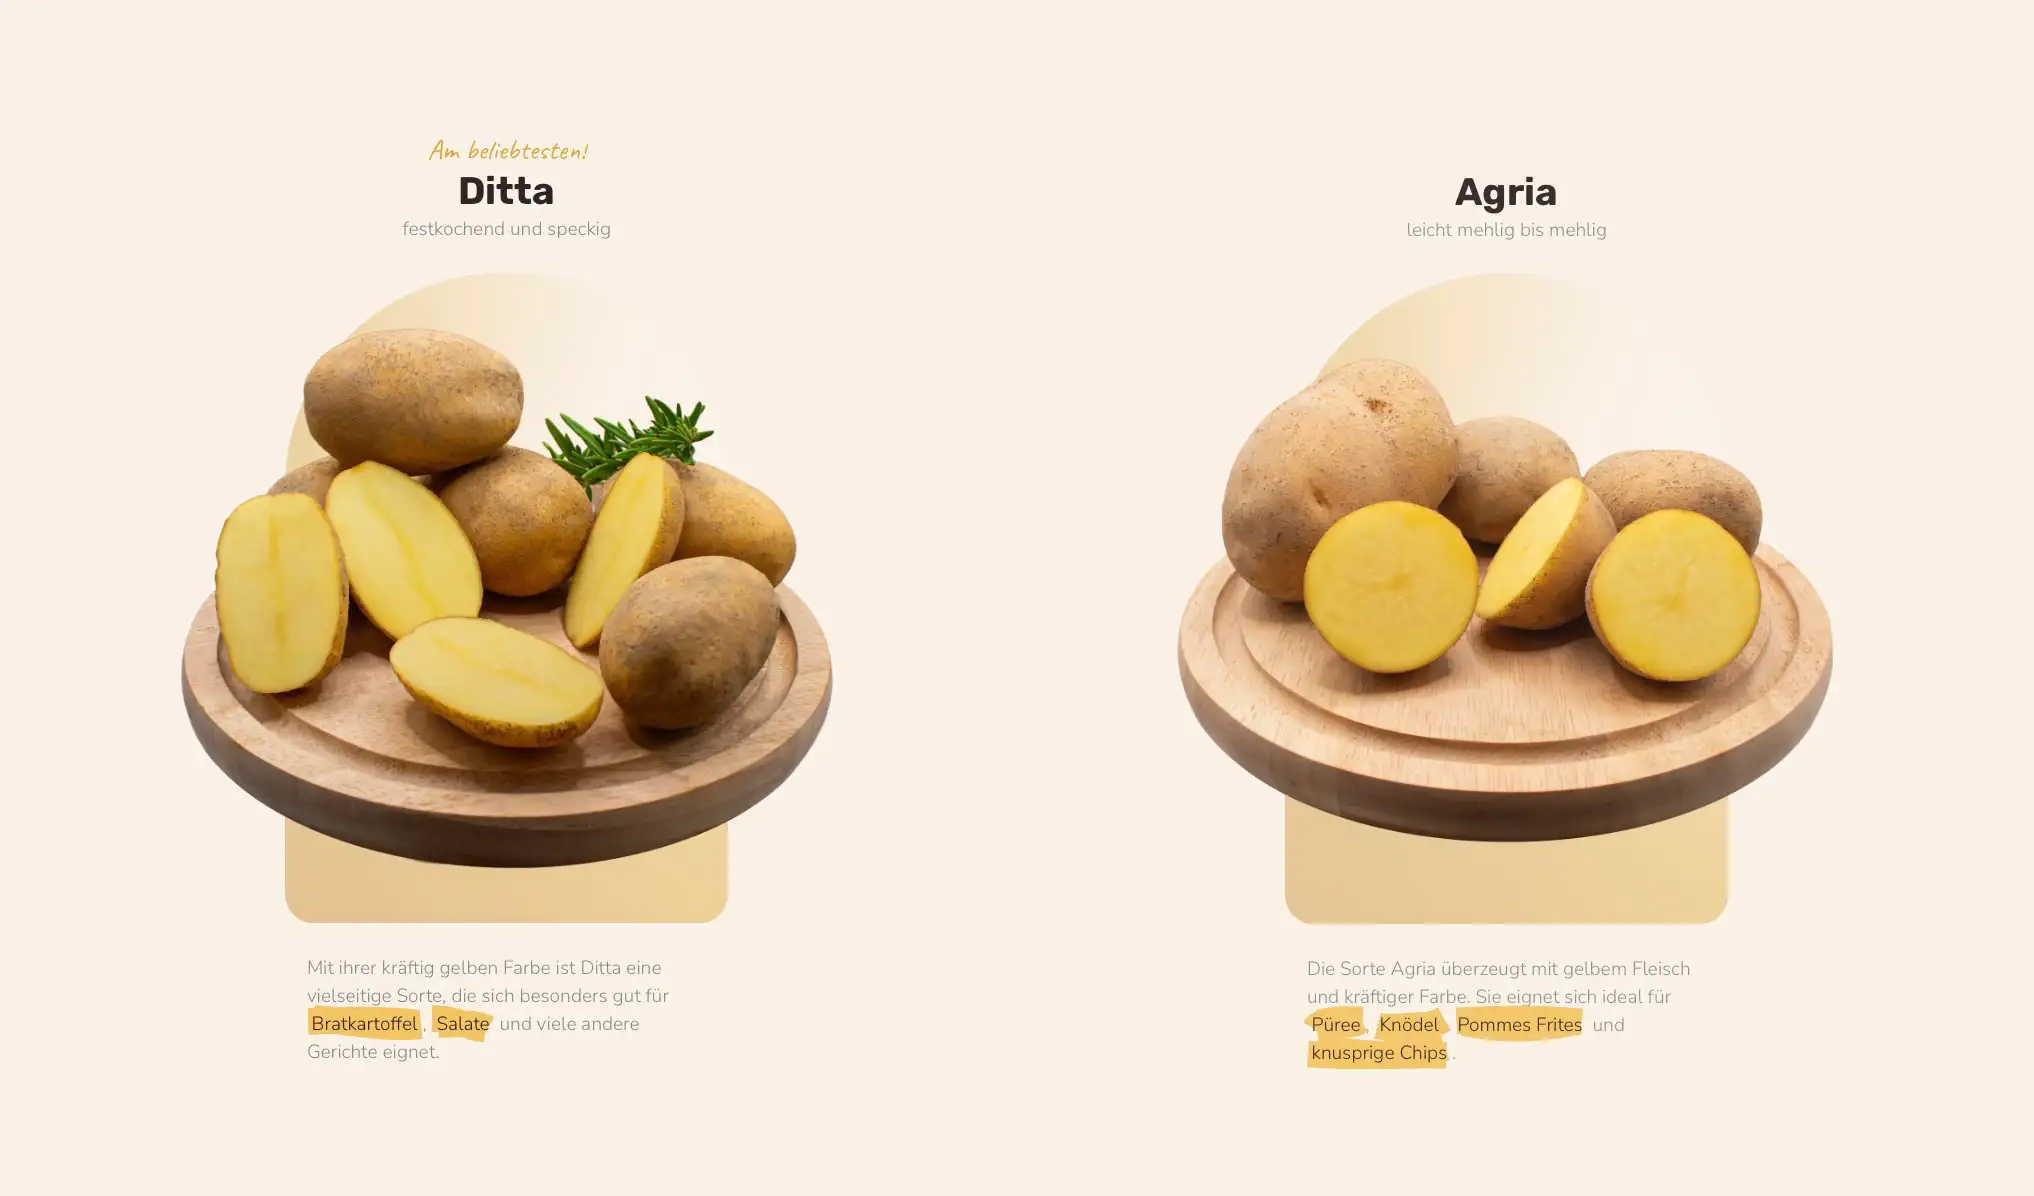 Am beliebtesten!
Ditta
festkochend und speckig
Mit ihrer kräftig gelben Farbe ist Ditta eine
vielseitige Sorte, die sich besonders gut für
Bratkartoffel , Salate und viele andere
Gerichte eignet.
Agria
leicht mehlig bis mehlig
Die Sorte Agria überzeugt mit gelbem Fleisch
und kräftiger Farbe. Sie eignet sich ideal für
Püree , Knödel Pommes Frites und
knusprige Chips .